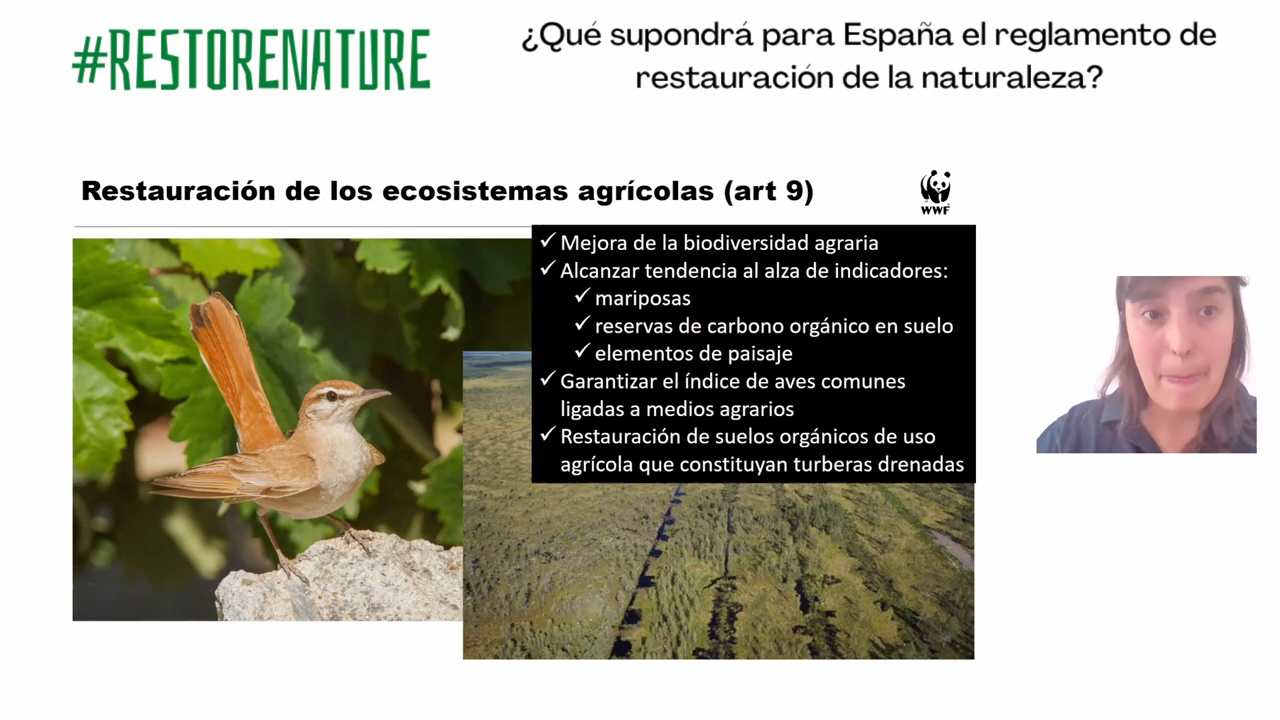 #RESTORENATURE
¿Qué supondrá para España el reglamento de
restauración de la naturaleza?
Restauración de los ecosistemas agrícolas (art 9)
WWF
✓ Mejora de la biodiversidad agraria
✓ Alcanzar tendencia al alza de indicadores:
✓ mariposas
✓ reservas de carbono orgánico en suelo
✓ elementos de paisaje
✓ Garantizar el índice de aves comunes
ligadas a medios agrarios
✓ Restauración de suelos orgánicos de uso
agrícola que constituyan turberas drenadas